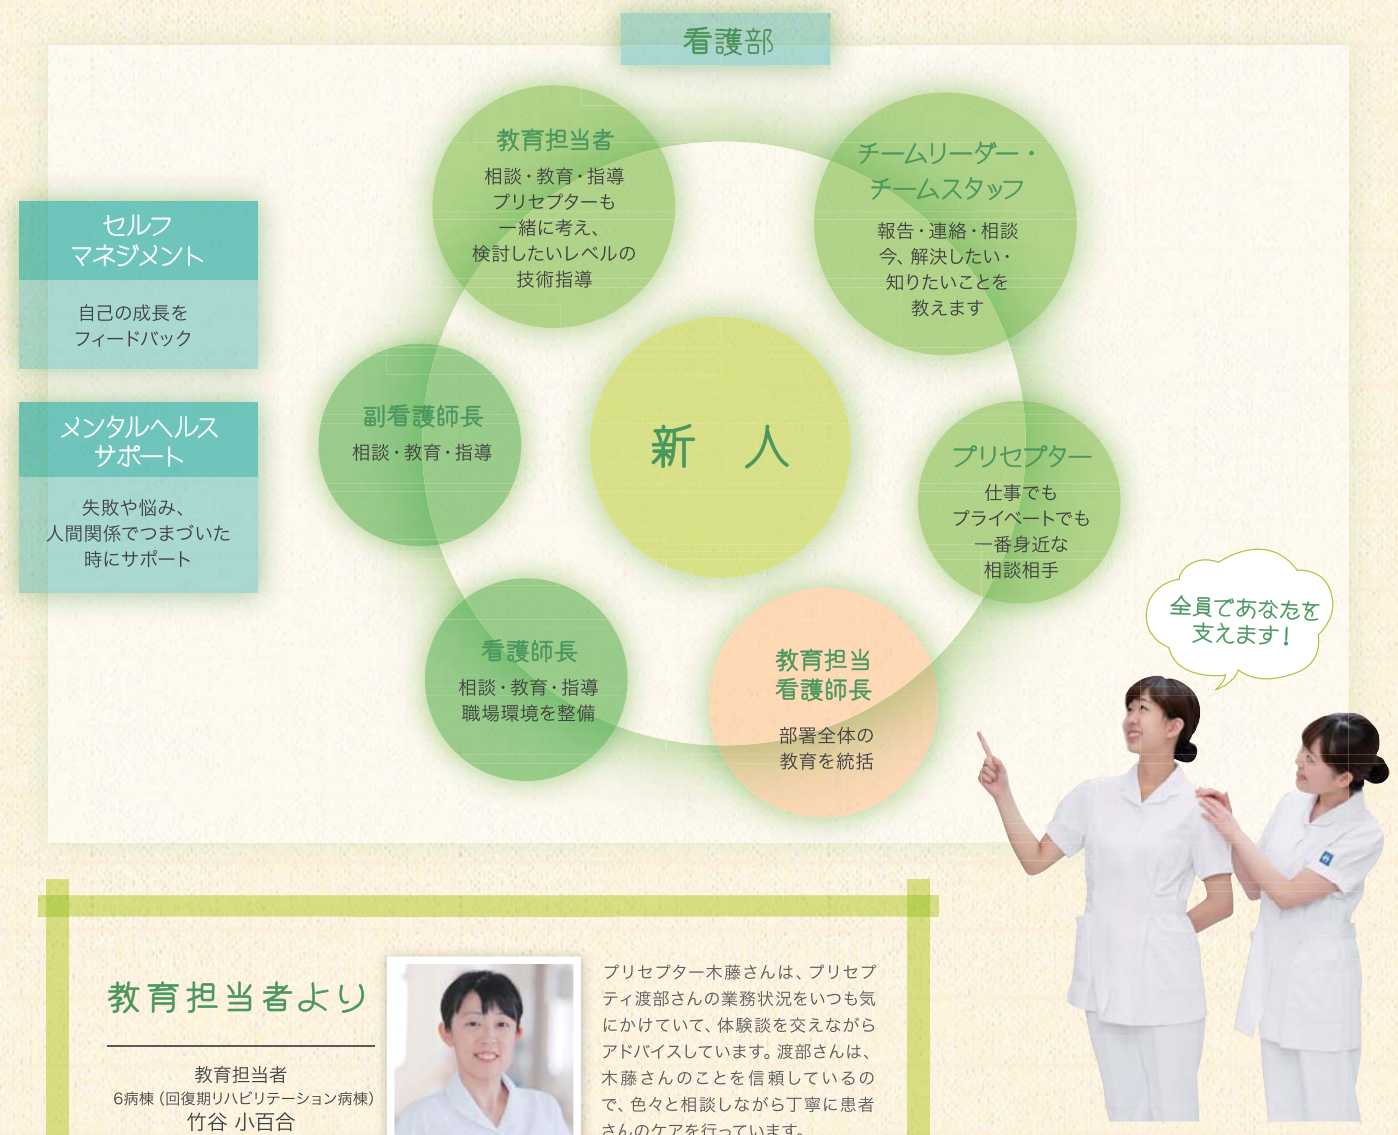 看護部
教育担当者
相談・教育・指導
プリセプターも
一緒に考え、
検討したいレベルの
技術指導
チームリーダー・
チームスタッフ
報告・連絡・相談
今、解決したい・
知りたいことを
教えます
セルフ
マネジメント
自己の成長を
フィードバック
メンタルヘルス
サポート
失敗や悩み、
人間関係でつまづいた
時にサポート
副看護師長
相談・教育・指導
新　人
プリセプター
仕事でも
プライベートでも
一番身近な
相談相手
看護師長
相談・教育・指導
職場環境を整備
教育担当
看護師長
部署全体の
教育を統括
全員であなたを
支えます！
教育担当者より
教育担当者
6病棟（回復期リハビリテーション病棟）
竹谷 小百合
プリセプター木藤さんは、プリセプ
ティ渡部さんの業務状況をいつも気
にかけていて、体験談を交えながら
アドバイスしています。渡部さんは、
木藤さんのことを信頼しているの
で、色々と相談しながら丁寧に患者
さんのケアを行っています。